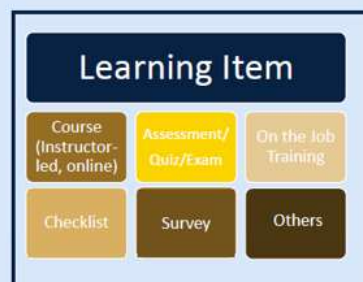 Learning Item
Course
(Instructor-
led, online)
Assessment/
Quiz/Exam
On the Job
Training
Checklist
Survey
Others